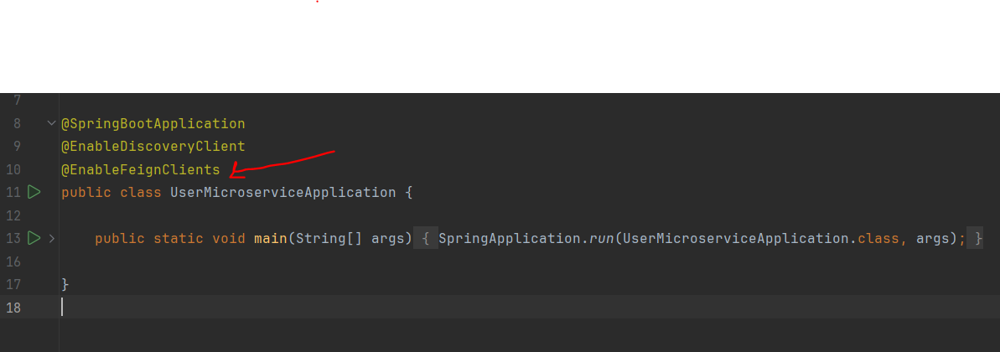 7
8 @SpringBootApplication
9 @EnableDiscoveryClient
10 @EnableFeignClients
11 public class UserMicroserviceApplication {
12
13 public static void main(String[] args) { SpringApplication.run(UserMicroserviceApplication.class, args); }
16
17 }
18